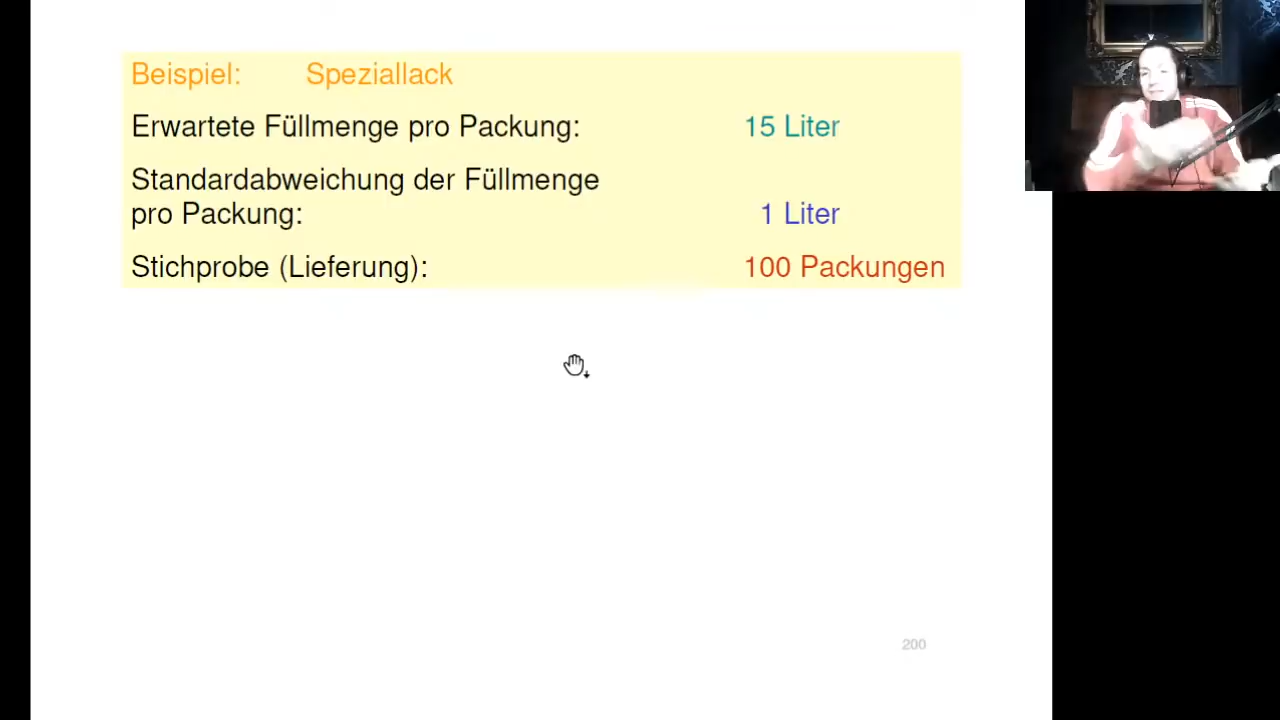 Beispiel: Speziallack
Erwartete Füllmenge pro Packung: 15 Liter
Standardabweichung der Füllmenge
pro Packung: 1 Liter
Stichprobe (Lieferung): 100 Packungen
200